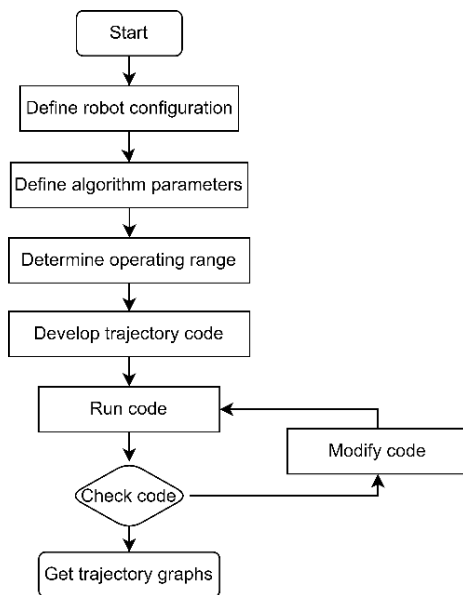 Start
Define robot configuration
Define algorithm parameters
Determine operating range
Develop trajectory code
Run code
Modify code
Check code
Get trajectory graphs